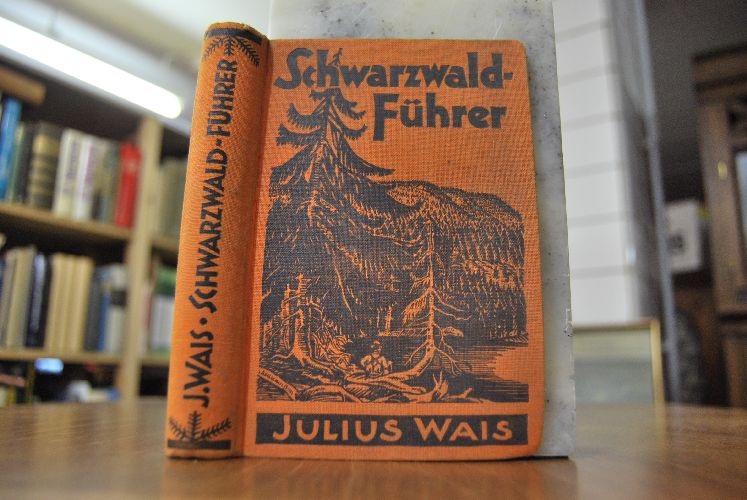 J. WAIS • SCHWARZWALD-FÜHRER
Schwarzwald-
Führer
JULIUS WAIS